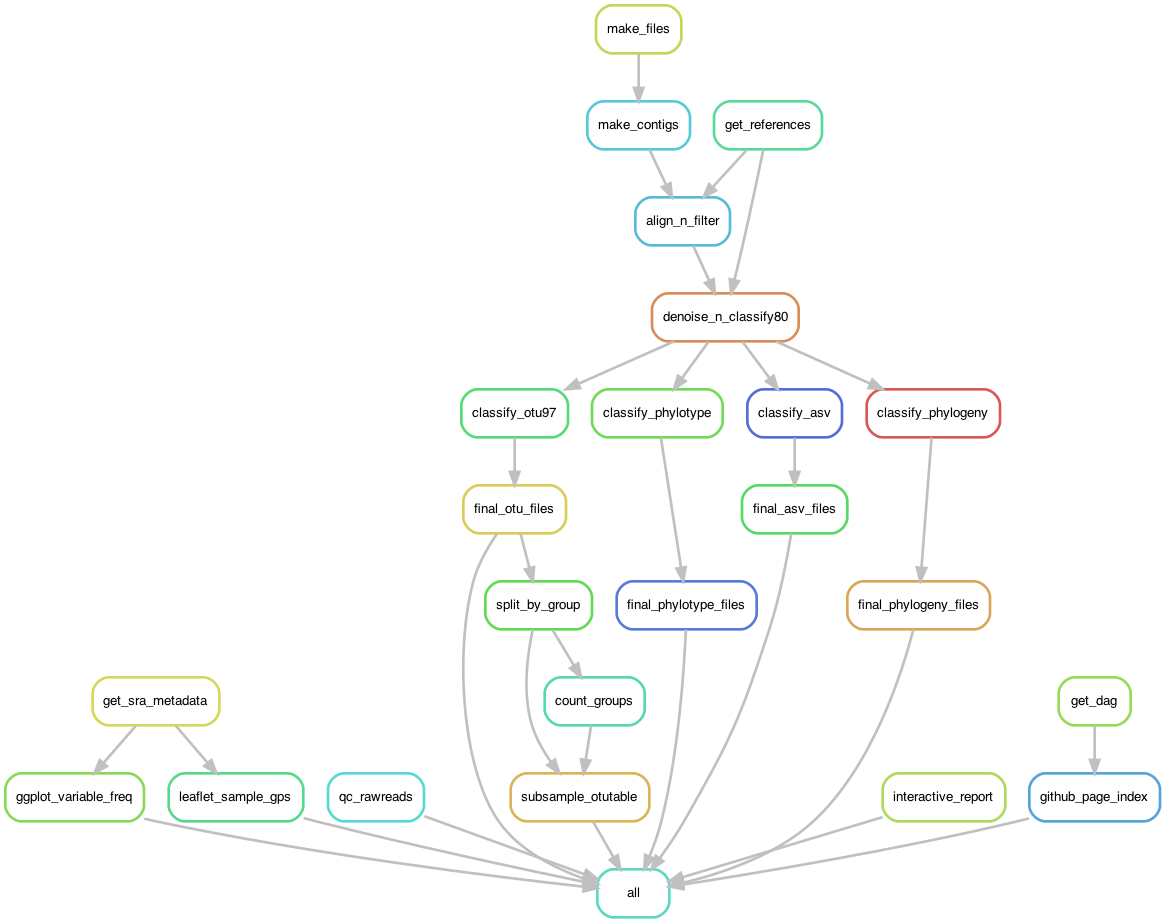 make_files
make_contigs
get_references
align_n_filter
denoise_n_classify80
classify_otu97
classify_phylotype
classify_asv
classify_phylogeny
final_otu_files
final_asv_files
split_by_group
final_phylotype_files
final_phylogeny_files
get_sra_metadata
count_groups
get_dag
ggplot_variable_freq
leaflet_sample_gps
qc_rawreads
subsample_otutable
interactive_report
github_page_index
all